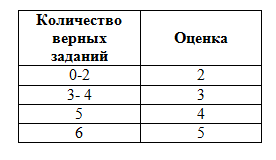 Количество
верных
заданий
Оценка
0-2 2
3- 4 3
5 4
6 5